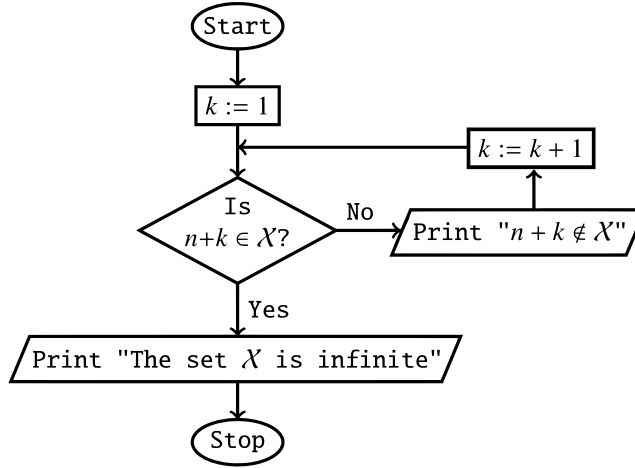 Start
k := 1
k := k + 1
Is
n+k ∈ 𝒳?
No
Print "n + k ∉ 𝒳"
Yes
Print "The set 𝒳 is infinite"
Stop